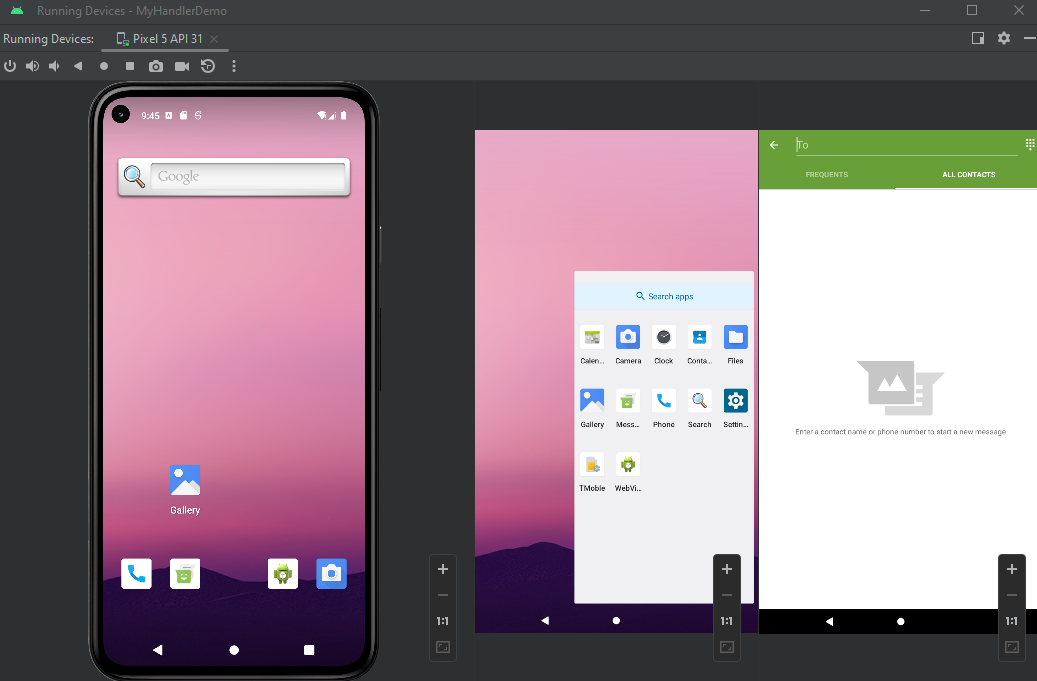 Running Devices - MyHandlerDemo
Running Devices:
Pixel 5 API 31
9:45
Google
Gallery
1:1
Search apps
Calen...
Camera
Clock
Conta...
Files
Gallery
Mess...
Phone
Search
Settin...
TMoble
WebVi...
1:1
To
FREQUENTS
ALL CONTACTS
Enter a contact name or phone number to start a new message
1:1